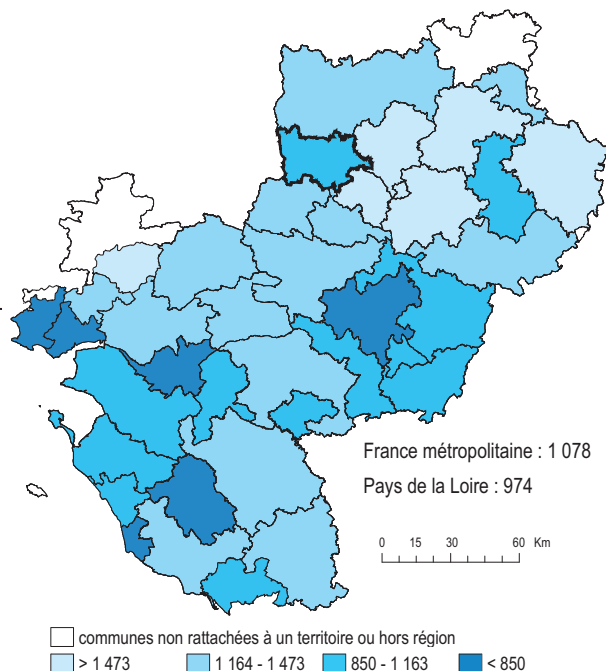 France métropolitaine : 1 078
Pays de la Loire : 974
0 15 30 60 Km
communes non rattachées à un territoire ou hors région
> 1 473 1 164 - 1 473 850 - 1 163 < 850